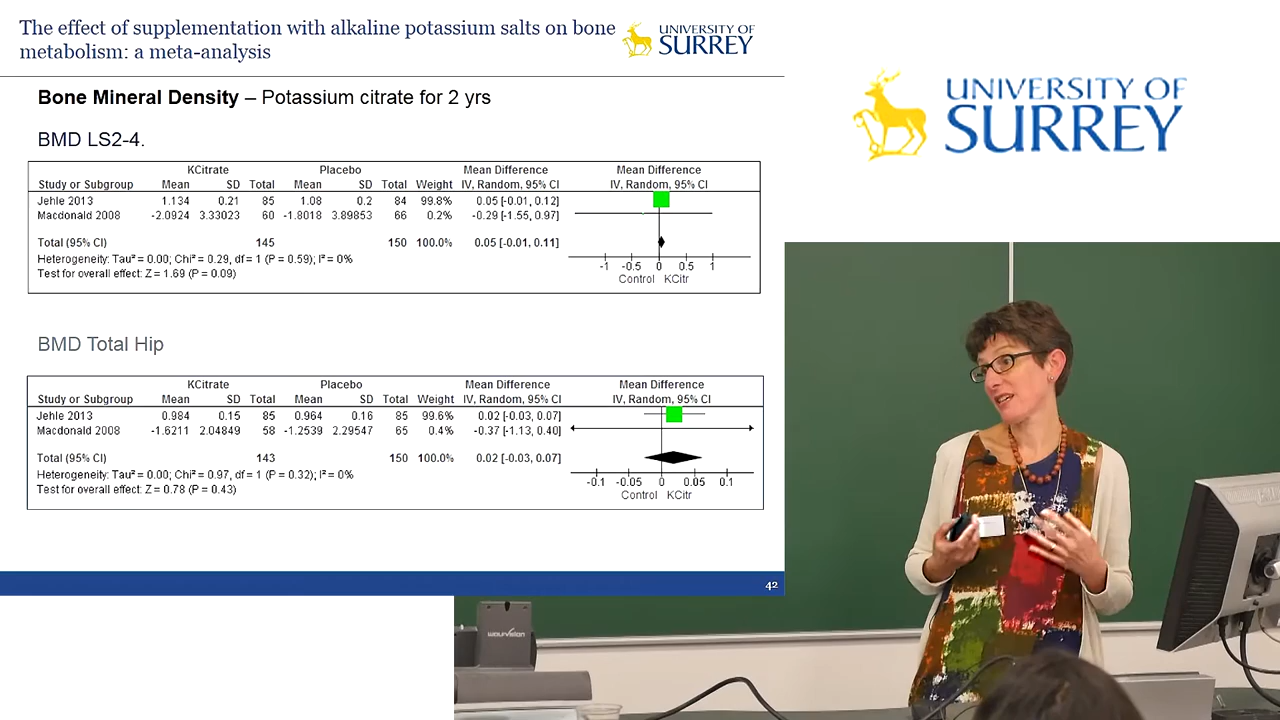 The effect of supplementation with alkaline potassium salts on bone
metabolism: a meta-analysis
UNIVERSITY OF
SURREY
Bone Mineral Density – Potassium citrate for 2 yrs
BMD LS2-4.
KCitrate Placebo Mean Difference Mean Difference
Study or Subgroup Mean SD Total Mean SD Total Weight IV, Random, 95% CI IV, Random, 95% CI
Jehle 2013 1.134 0.21 85 1.08 0.2 84 99.8% 0.05 [-0.01, 0.12]
Macdonald 2008 -2.0924 3.33023 60 -1.8018 3.89853 66 0.2% -0.29 [-1.55, 0.97]
Total (95% CI) 145 150 100.0% 0.05 [-0.01, 0.11]
Heterogeneity: Tau² = 0.00; Chi² = 0.29, df = 1 (P = 0.59); I² = 0%
Test for overall effect: Z = 1.69 (P = 0.09)
-1 -0.5 0 0.5 1
Control KCitr
BMD Total Hip
KCitrate Placebo Mean Difference Mean Difference
Study or Subgroup Mean SD Total Mean SD Total Weight IV, Random, 95% CI IV, Random, 95% CI
Jehle 2013 0.984 0.15 85 0.964 0.16 85 99.6% 0.02 [-0.03, 0.07]
Macdonald 2008 -1.6211 2.04849 58 -1.2539 2.29547 65 0.4% -0.37 [-1.13, 0.40]
Total (95% CI) 143 150 100.0% 0.02 [-0.03, 0.07]
Heterogeneity: Tau² = 0.00; Chi² = 0.97, df = 1 (P = 0.32); I² = 0%
Test for overall effect: Z = 0.78 (P = 0.43)
-0.1 -0.05 0 0.05 0.1
Control KCitr
42
UNIVERSITY OF
SURREY
wolfvision